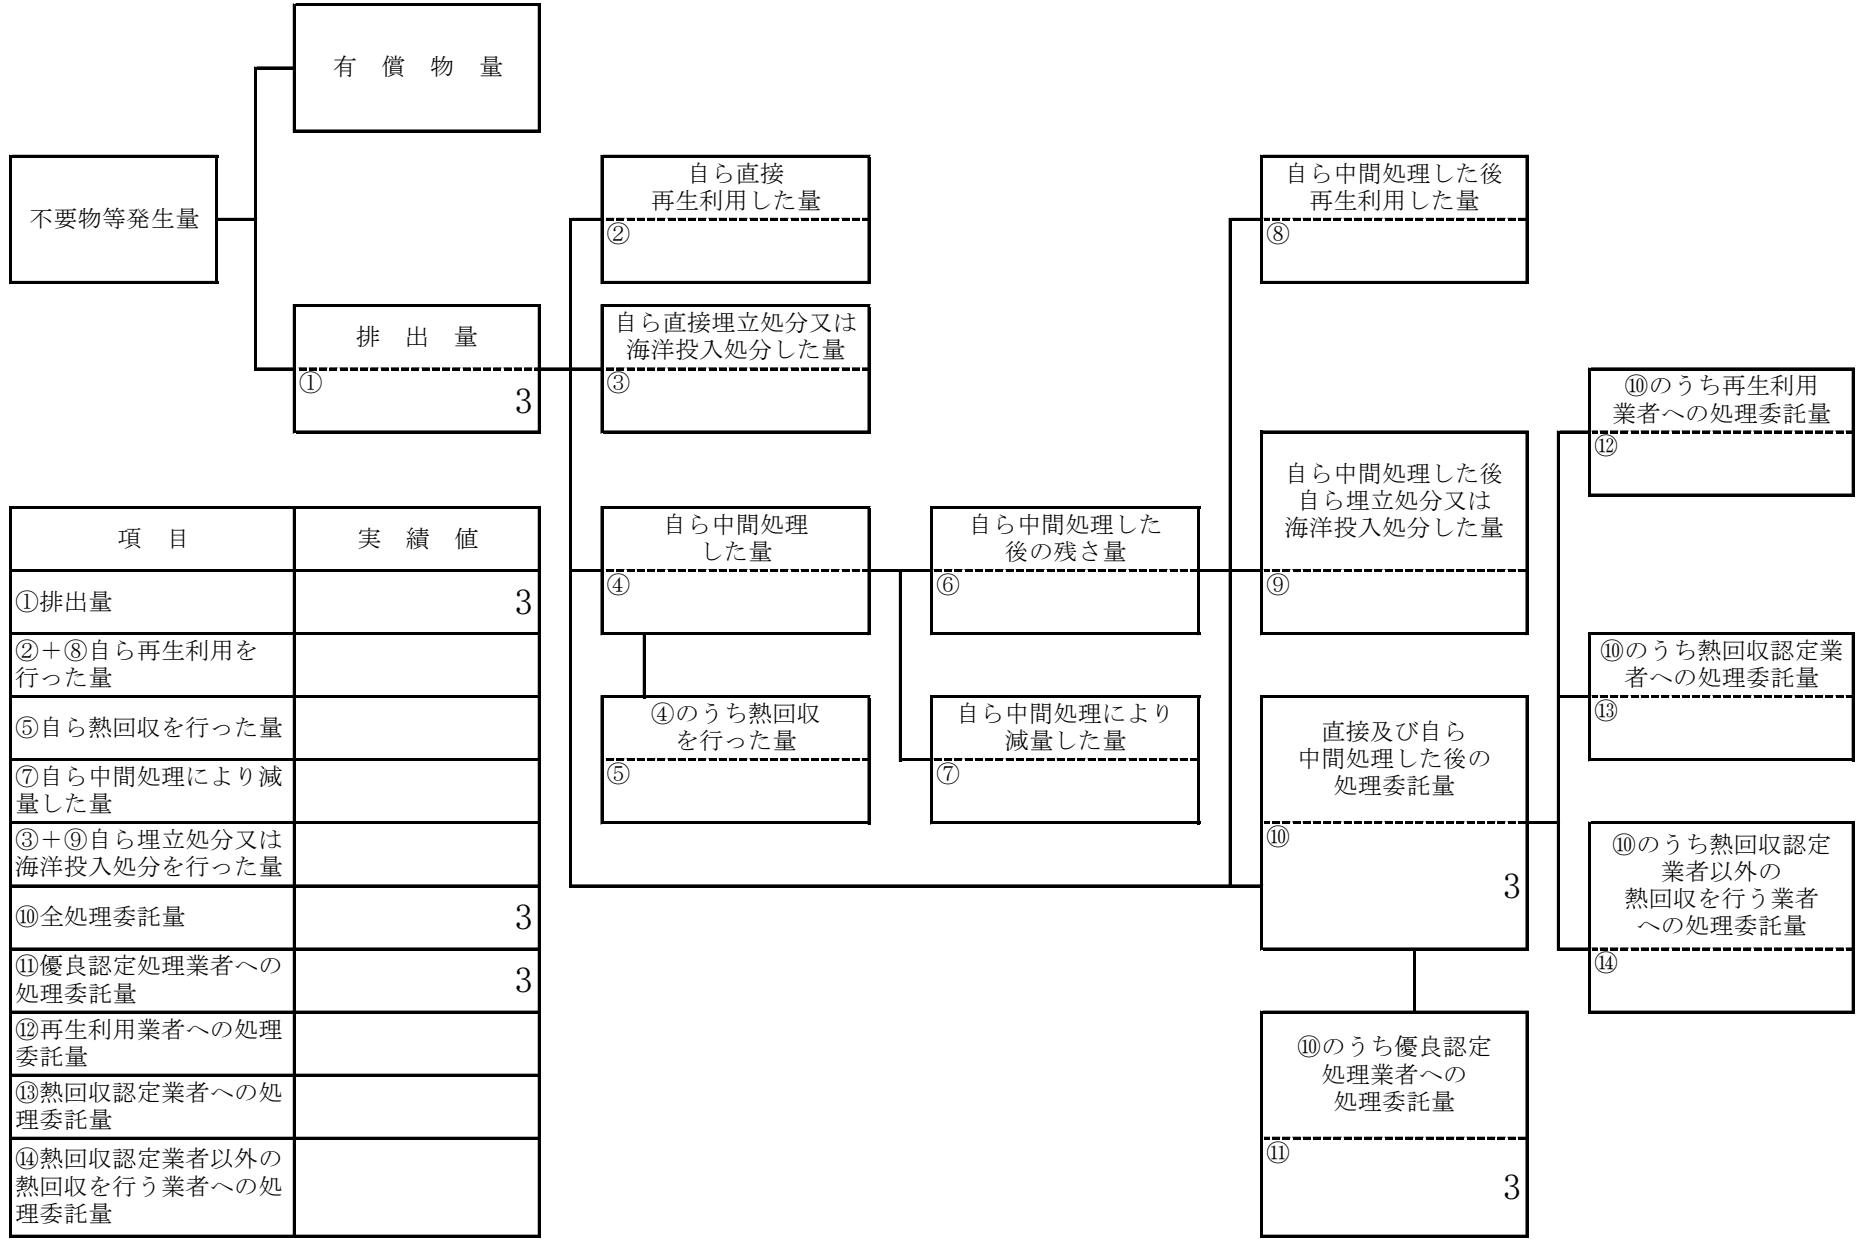 有　償　物　量
不要物等発生量
自ら直接
再生利用した量
②
自ら中間処理した後
再生利用した量
⑧
排　出　量
①
3
自ら直接埋立処分又は
海洋投入処分した量
③
⑩のうち再生利用
業者への処理委託量
⑫
自ら中間処理した後
自ら埋立処分又は
海洋投入処分した量
⑨
自ら中間処理
した量
④
自ら中間処理した
後の残さ量
⑥
④のうち熱回収
を行った量
⑤
自ら中間処理により
減量した量
⑦
⑩のうち熱回収認定業
者への処理委託量
⑬
直接及び自ら
中間処理した後の
処理委託量
⑩
3
⑩のうち熱回収認定
業者以外の
熱回収を行う業者
への処理委託量
⑭
⑩のうち優良認定
処理業者への
処理委託量
⑪
3
項　目
実　績　値
①排出量
3
②＋⑧自ら再生利用を
行った量
⑤自ら熱回収を行った量
⑦自ら中間処理により減
量した量
③＋⑨自ら埋立処分又は
海洋投入処分を行った量
⑩全処理委託量
3
⑪優良認定処理業者への
処理委託量
3
⑫再生利用業者への処理
委託量
⑬熱回収認定業者への処
理委託量
⑭熱回収認定業者以外の
熱回収を行う業者への処
理委託量